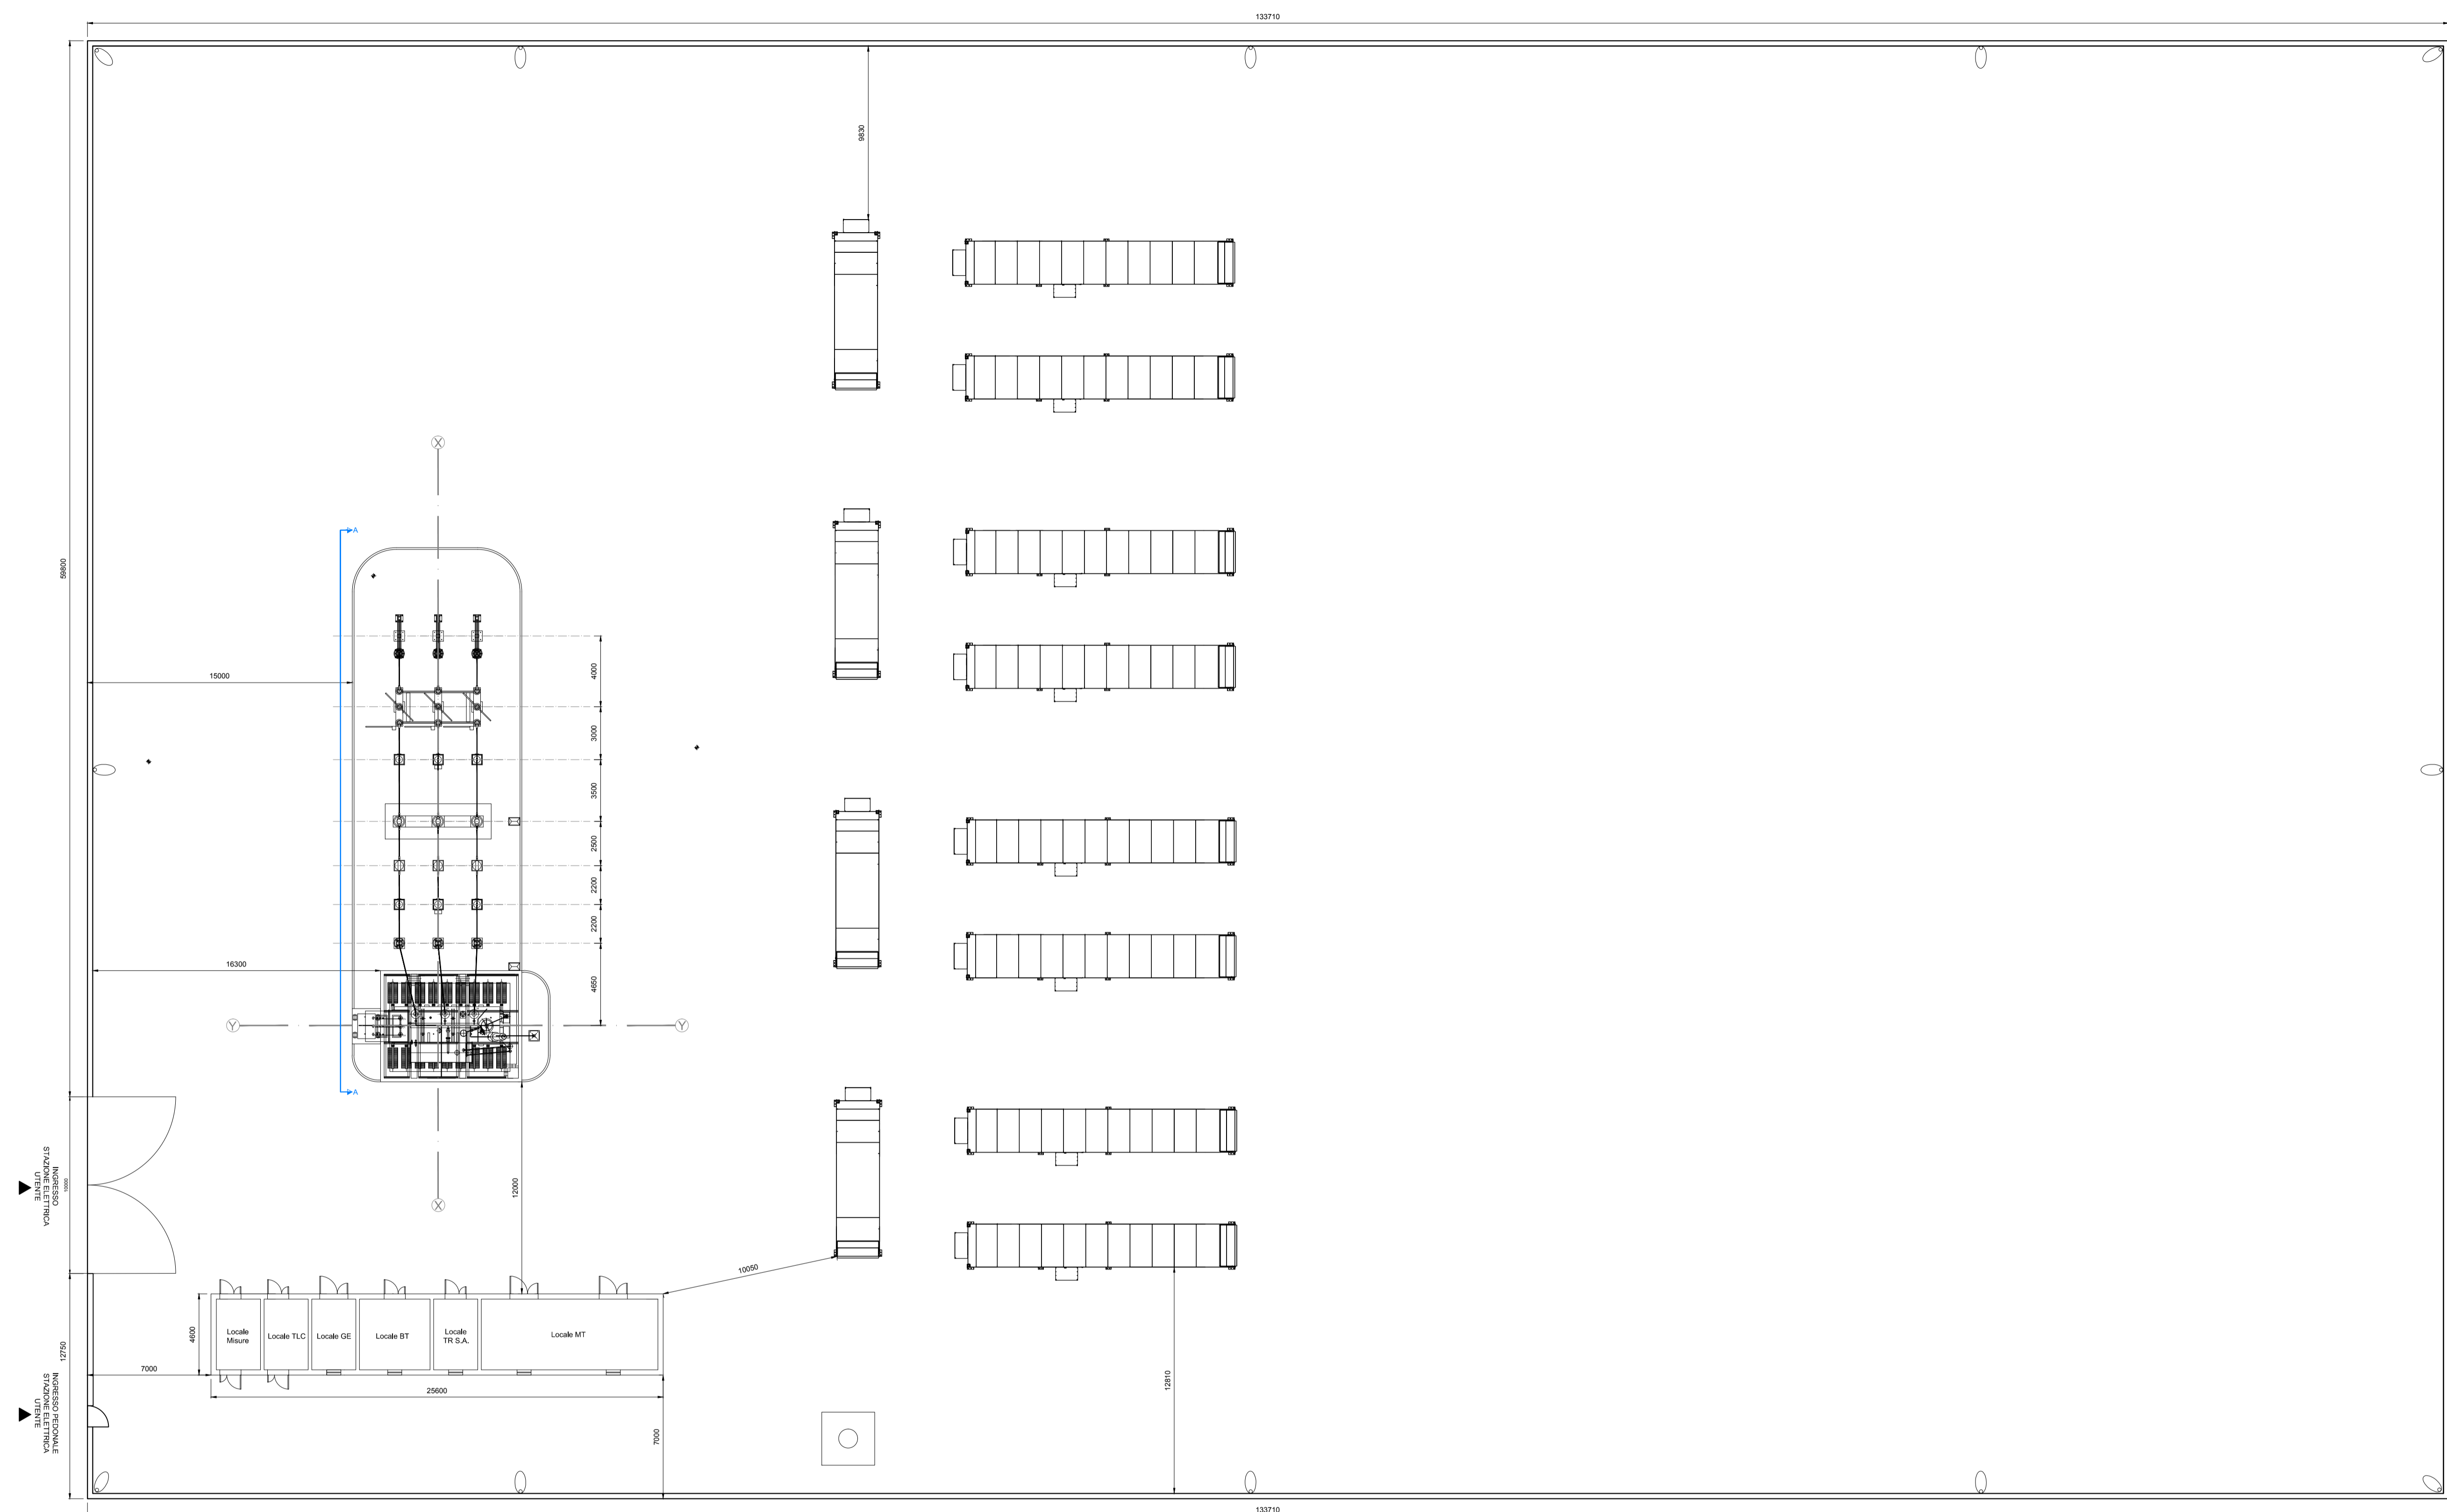 133710
9830
X
A
59800
15000
4000
3000
3500
2500
2200
2200
4650
16300
Y
Y
A
INGRESSO
STAZIONE ELETTRICA
UTENTE
10000
X
12000
10050
4600
Locale
Misure
Locale TLC
Locale GE
Locale BT
Locale
TR S.A.
Locale MT
12750
7000
25600
12810
7000
INGRESSO PEDONALE
STAZIONE ELETTRICA
UTENTE
133710